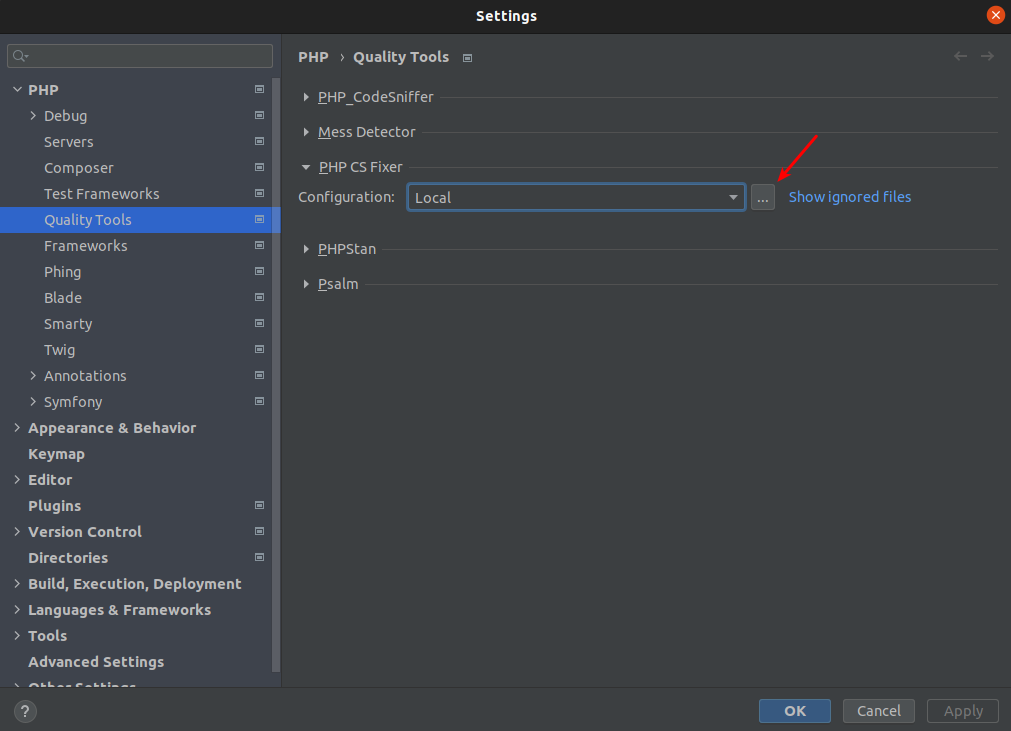 Settings
PHP › Quality Tools
PHP
Debug
Servers
Composer
Test Frameworks
Quality Tools
Frameworks
Phing
Blade
Smarty
Twig
Annotations
Symfony
Appearance & Behavior
Keymap
Editor
Plugins
Version Control
Directories
Build, Execution, Deployment
Languages & Frameworks
Tools
Advanced Settings
Other Settings
PHP_CodeSniffer
Mess Detector
PHP CS Fixer
Configuration: Local ... Show ignored files
PHPStan
Psalm
? OK Cancel Apply